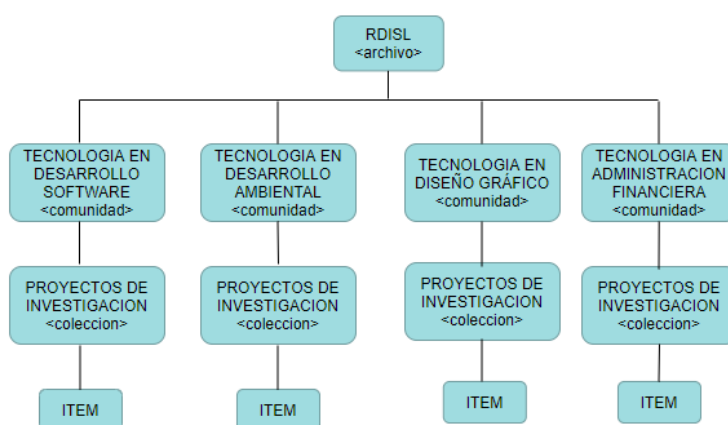 RDISL
<archivo>
TECNOLOGIA EN
DESARROLLO
SOFTWARE
<comunidad>
TECNOLOGIA EN
DESARROLLO
AMBIENTAL
<comunidad>
TECNOLOGIA EN
DISEÑO GRÁFICO
<comunidad>
TECNOLOGIA EN
ADMINISTRACION
FINANCIERA
<comunidad>
PROYECTOS DE
INVESTIGACION
<coleccion>
PROYECTOS DE
INVESTIGACION
<coleccion>
PROYECTOS DE
INVESTIGACION
<coleccion>
PROYECTOS DE
INVESTIGACION
<coleccion>
ITEM
ITEM
ITEM
ITEM